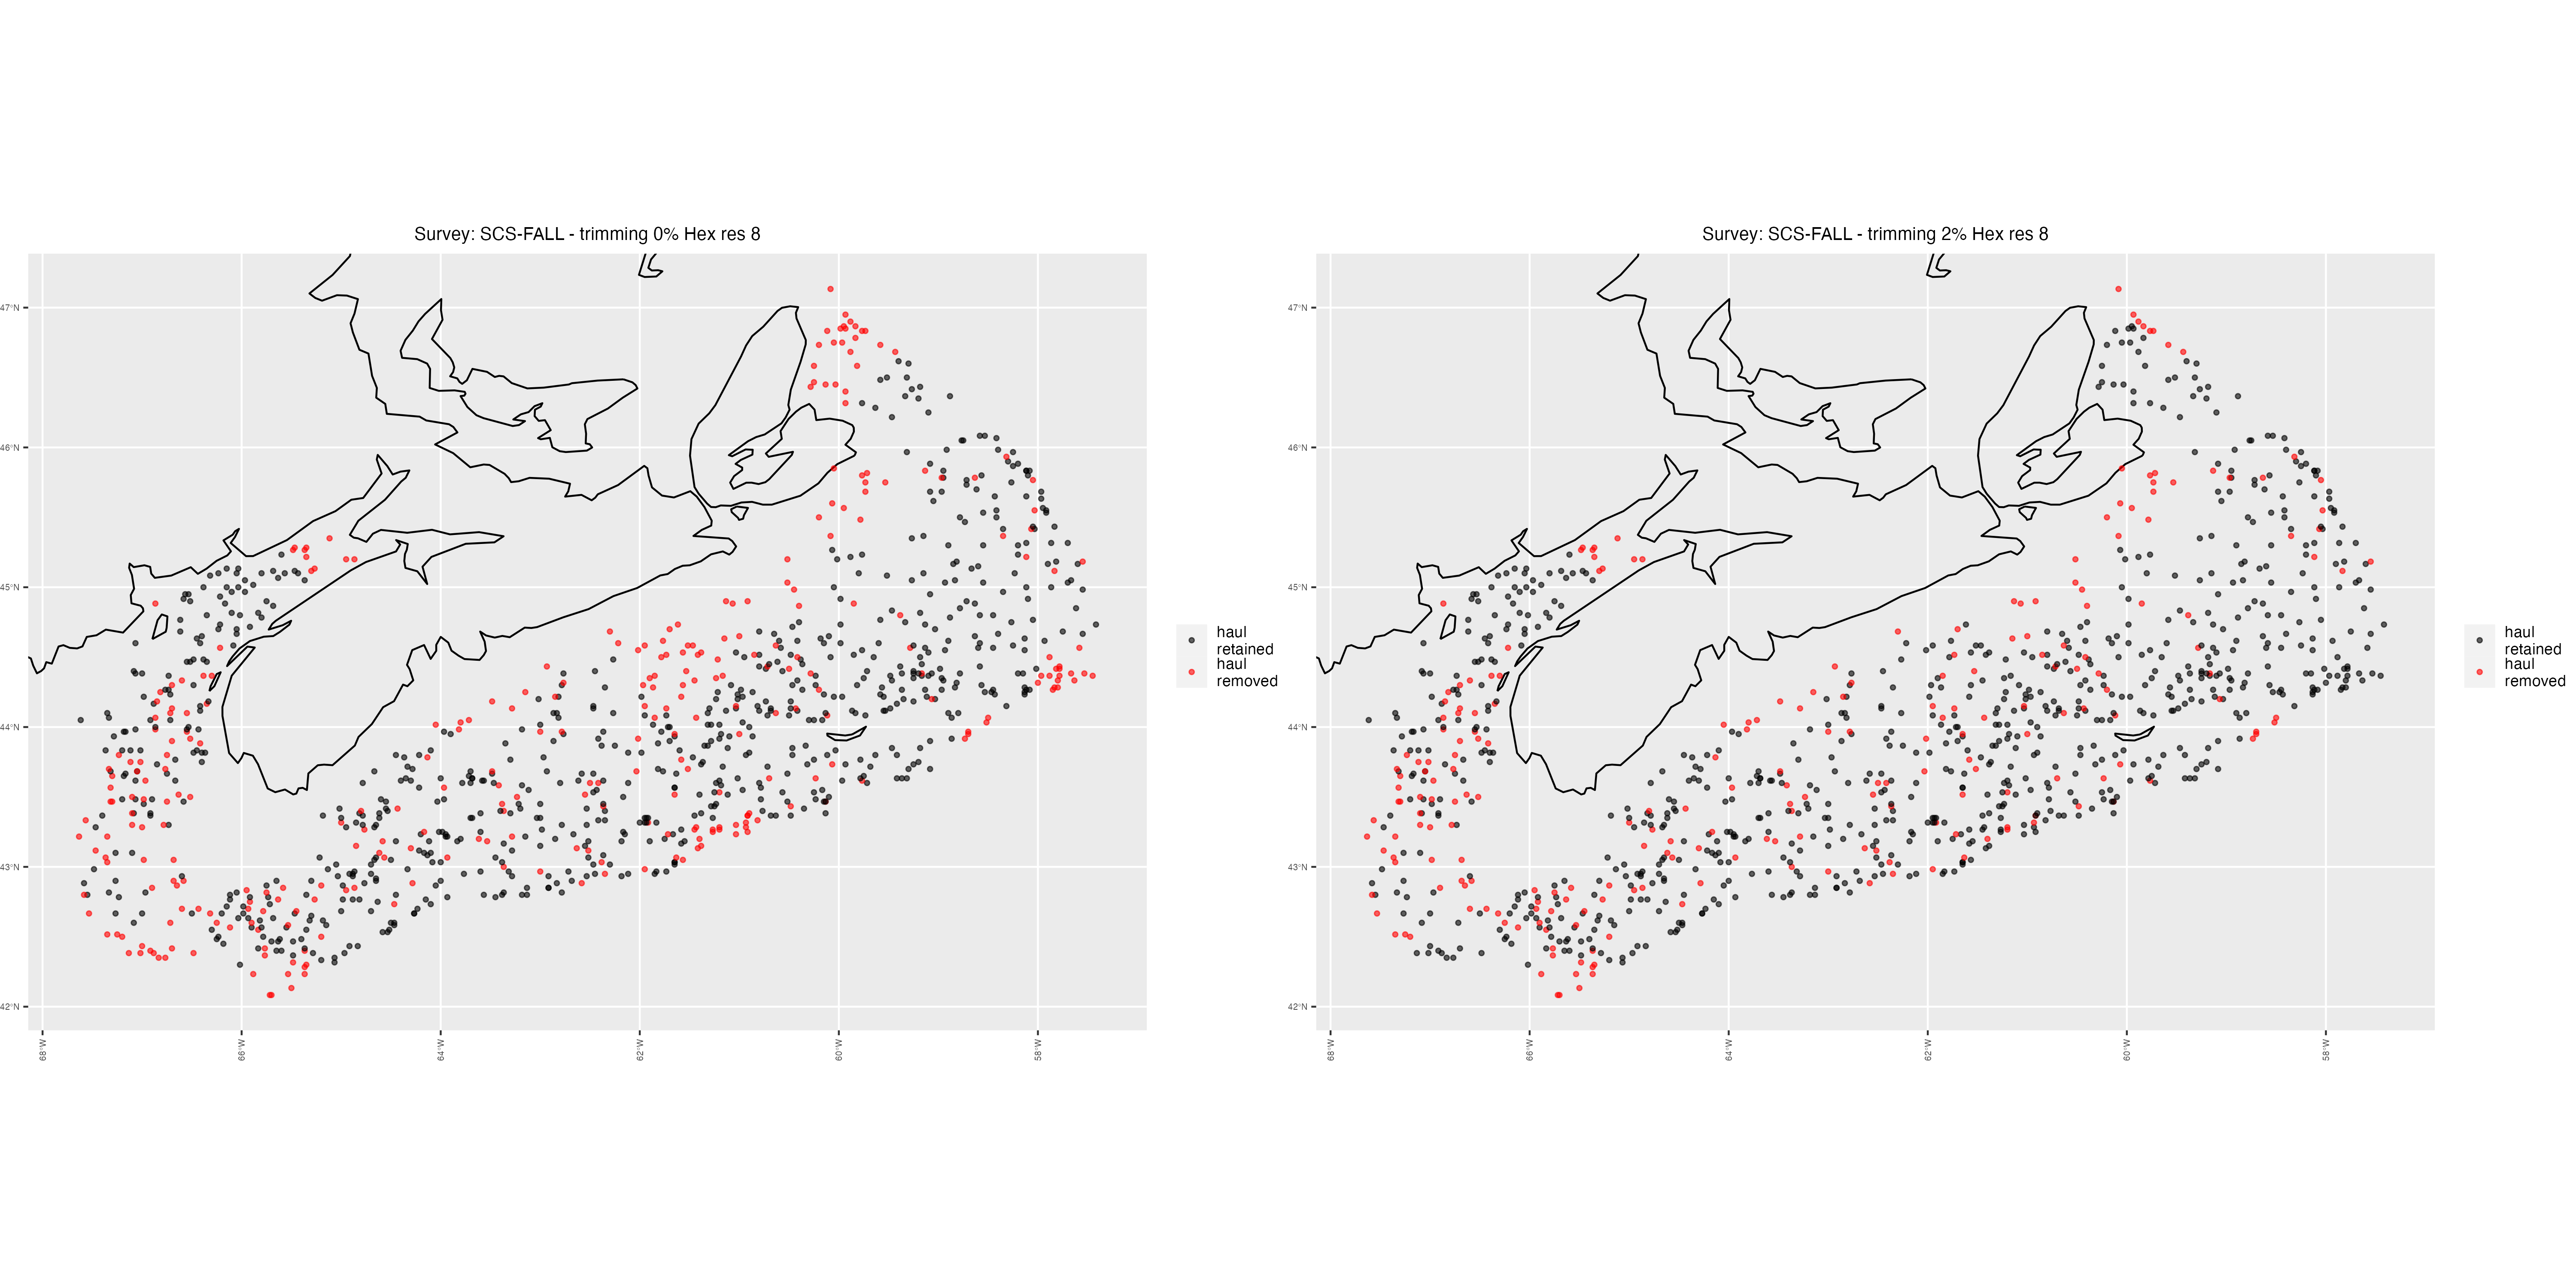 Survey: SCS-FALL - trimming 0% Hex res 8
47°N
46°N
45°N
44°N
43°N
42°N
68°W
66°W
64°W
62°W
60°W
58°W
haul
retained
haul
removed
Survey: SCS-FALL - trimming 2% Hex res 8
47°N
46°N
45°N
44°N
43°N
42°N
68°W
66°W
64°W
62°W
60°W
58°W
haul
retained
haul
removed